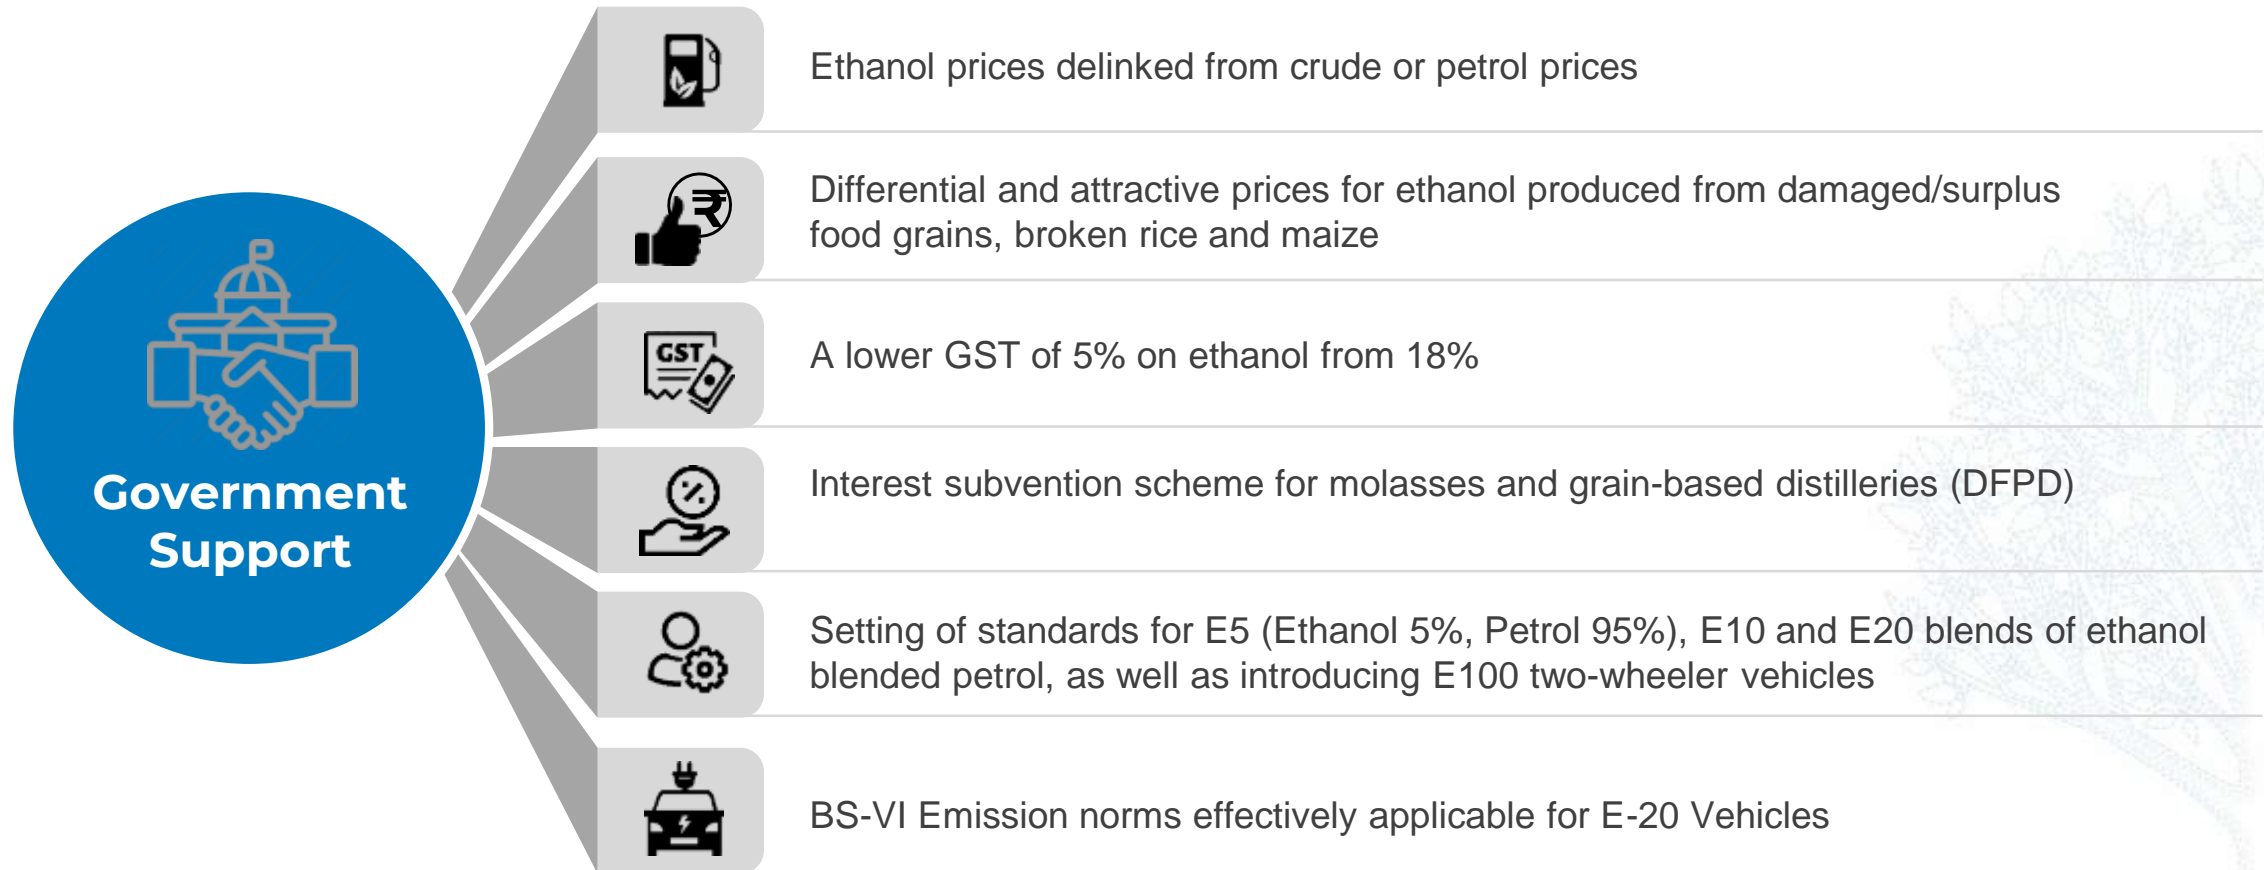 Government
Support
Ethanol prices delinked from crude or petrol prices
₹
Differential and attractive prices for ethanol produced from damaged/surplus
food grains, broken rice and maize
GST
A lower GST of 5% on ethanol from 18%
%
Interest subvention scheme for molasses and grain-based distilleries (DFPD)
Setting of standards for E5 (Ethanol 5%, Petrol 95%), E10 and E20 blends of ethanol
blended petrol, as well as introducing E100 two-wheeler vehicles
BS-VI Emission norms effectively applicable for E-20 Vehicles